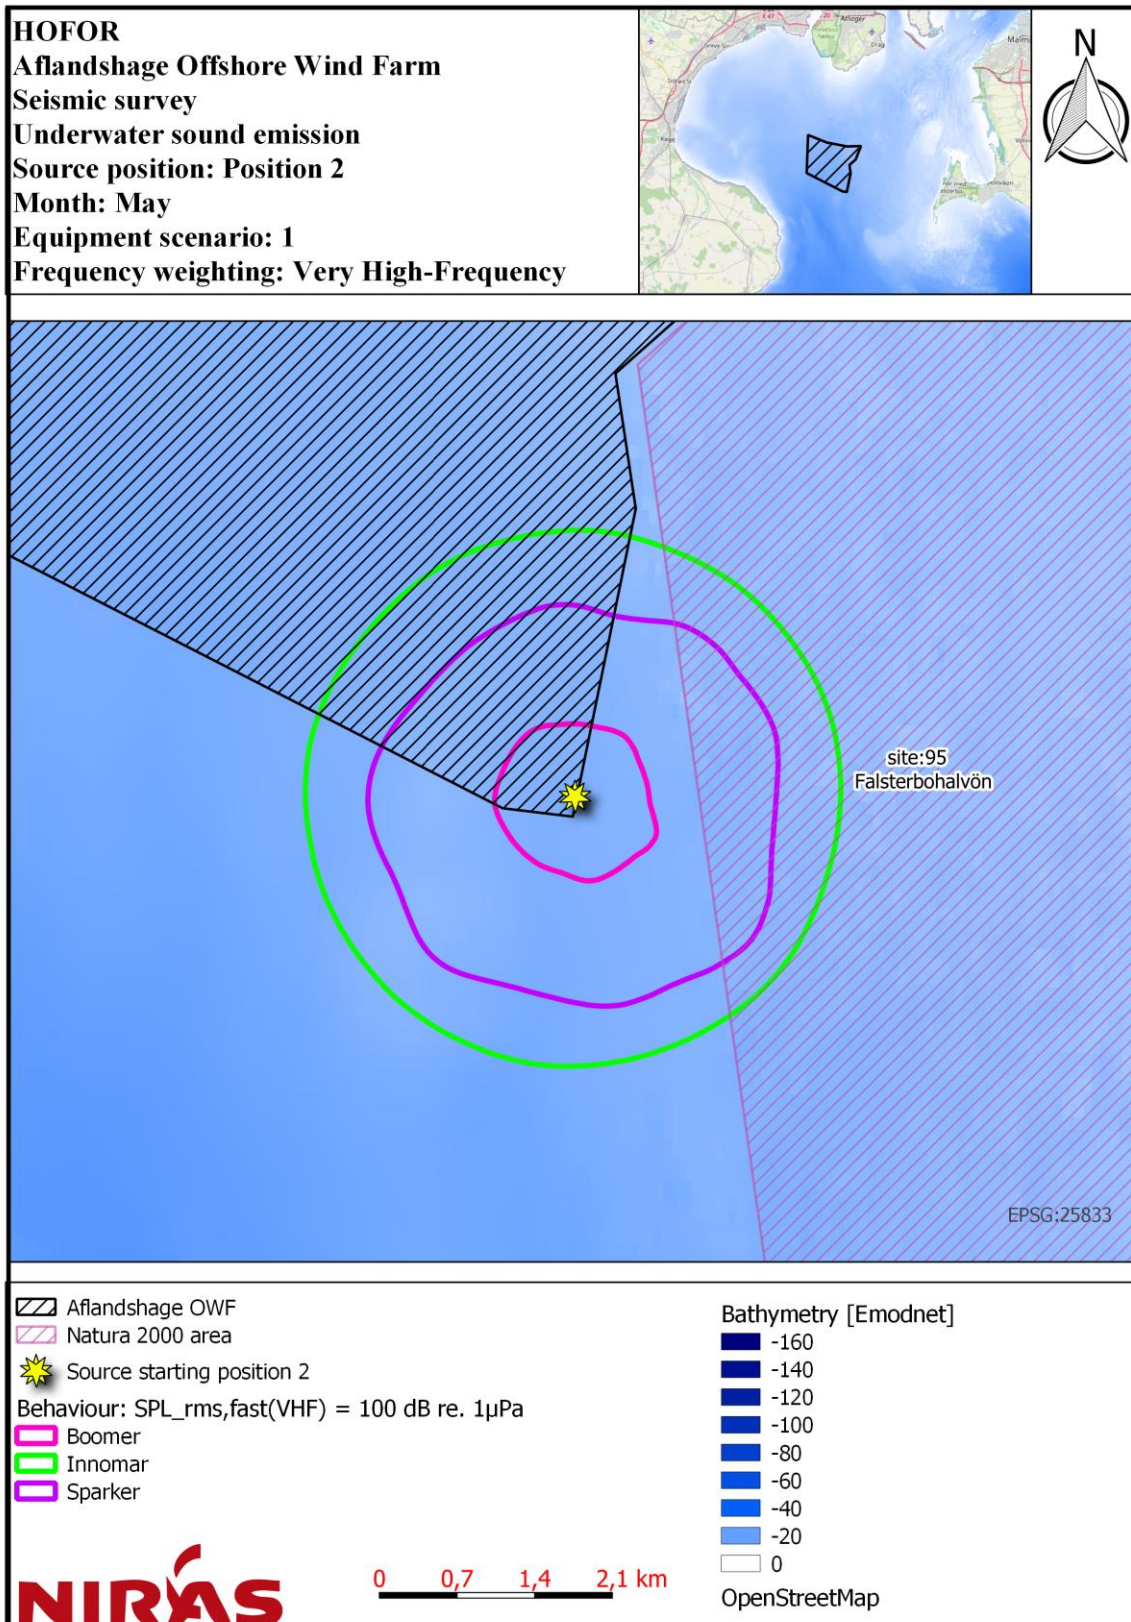 HOFOR
Aflandshage Offshore Wind Farm
Seismic survey
Underwater sound emission
Source position: Position 2
Month: May
Equipment scenario: 1
Frequency weighting: Very High-Frequency
N
site:95
Falsterbohalvön
EPSG:25833
Aflandshage OWF
Natura 2000 area
Source starting position 2
Behaviour: SPL_rms,fast(VHF) = 100 dB re. 1µPa
Boomer
Innomar
Sparker
Bathymetry [Emodnet]
-160
-140
-120
-100
-80
-60
-40
-20
0
OpenStreetMap
NIRAS
0 0,7 1,4 2,1 km